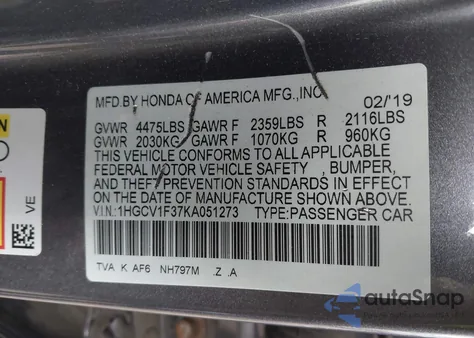 MFD.BY HONDA OF AMERICA MFG.,INC. 02/'19
GVWR 4475LBS GAWR F 2359LBS R 2116LBS
GVWR 2030KG GAWR F 1070KG R 960KG
THIS VEHICLE CONFORMS TO ALL APPLICABLE
FEDERAL MOTOR VEHICLE SAFETY, BUMPER,
AND THEFT PREVENTION STANDARDS IN EFFECT
ON THE DATE OF MANUFACTURE SHOWN ABOVE.
VIN:1HGCV1F37KA051273 TYPE:PASSENGER CAR
TVA K AF6 NH797M .Z .A
VE
autoSnap